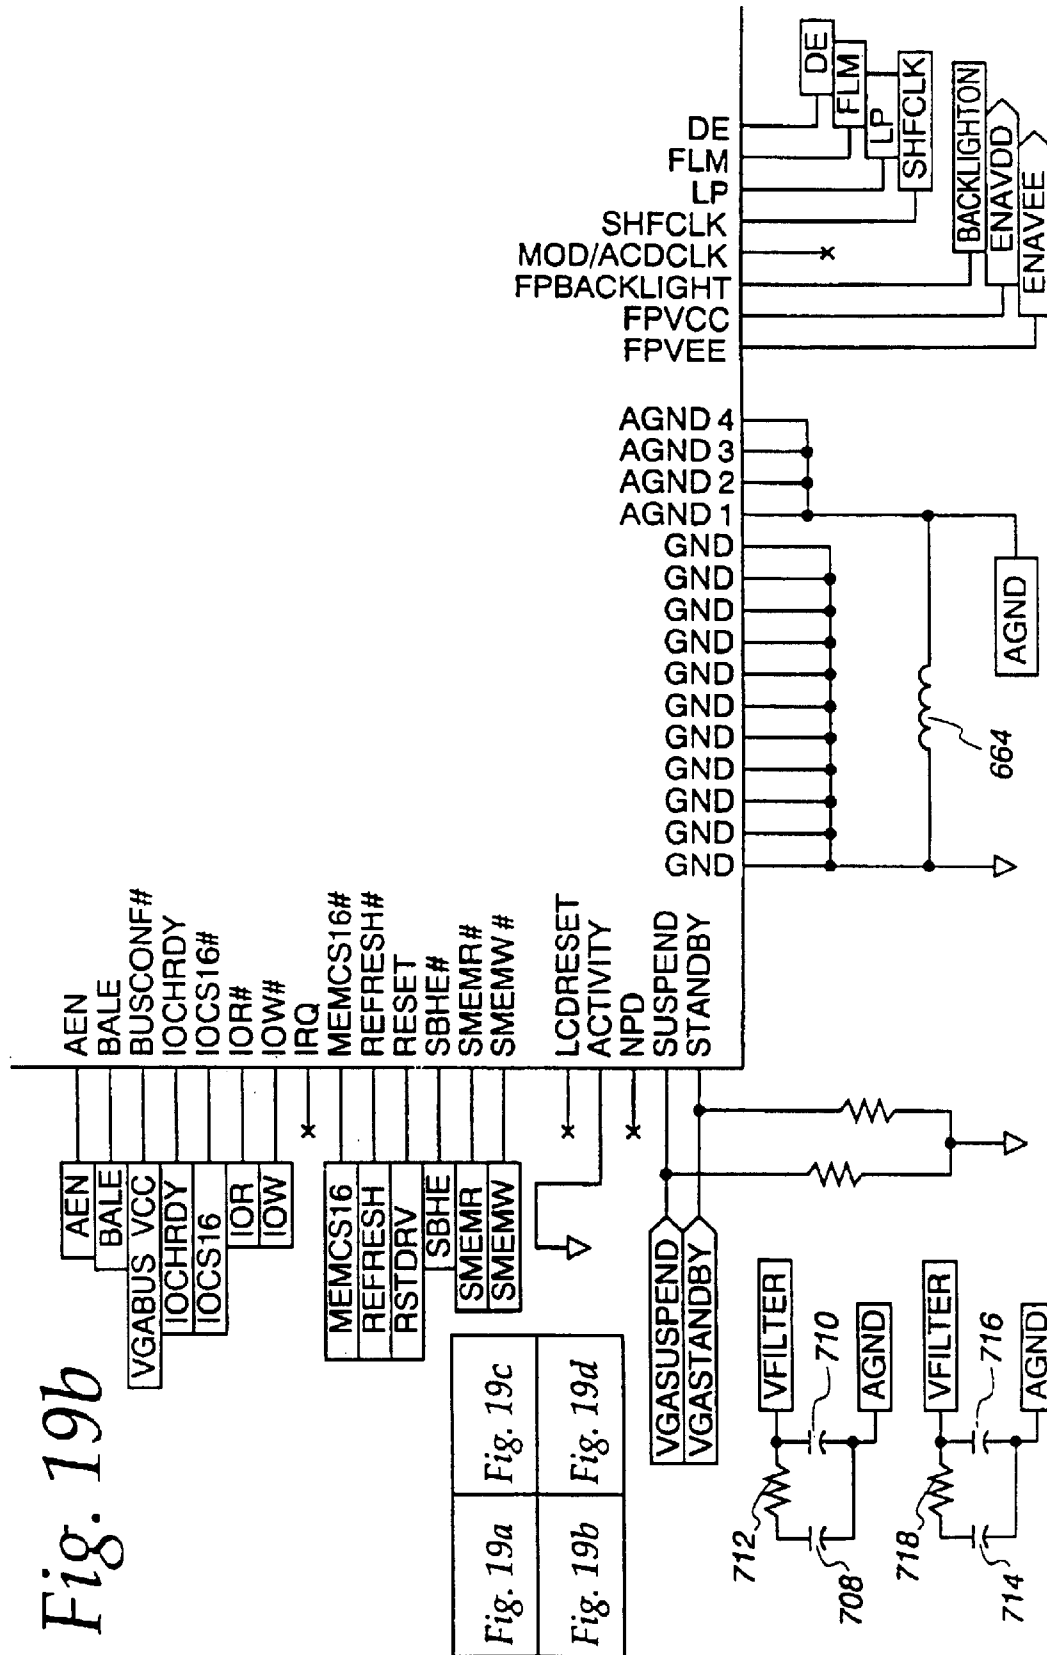 Fig. 19b
AEN
BALE
VGABUS VCC
IOCHRDY
IOCS16
IOR
IOW
MEMCS16
REFRESH
RSTDRV
SBHE
SMEMR
SMEMW
VGASUSPEND
VGASTANDBY
AEN
BALE
BUSCONF#
IOCHRDY
IOCS16#
IOR#
IOW#
IRQ
MEMCS16#
REFRESH#
RESET
SBHE#
SMEMR#
SMEMW#
LCDRESET
ACTIVITY
NPD
SUSPEND
STANDBY
GND
GND
GND
GND
GND
GND
GND
GND
GND
GND
GND
AGND 1
AGND 2
AGND 3
AGND 4
FPVEE
FPVCC
FPBACKLIGHT
MOD/ACDCLK
SHFCLK
LP
FLM
DE
DE
FLM
LP
SHFCLK
BACKLIGHTON
ENAVDD
ENAVEE
AGND
664
Fig. 19a
Fig. 19c
Fig. 19b
Fig. 19d
VFILTER
710
AGND
712
708
VFILTER
716
AGND
718
714